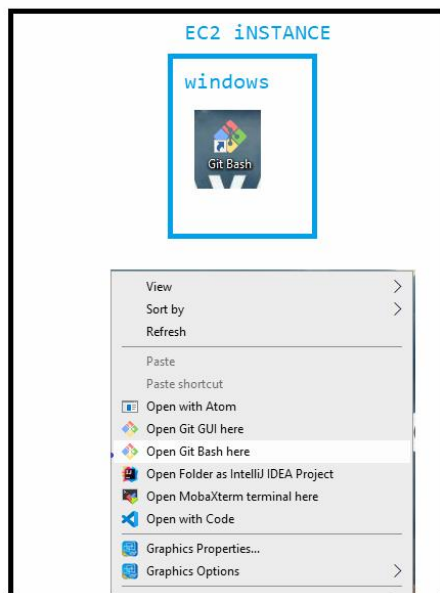 EC2 iNSTANCE
windows
Git Bash
View
Sort by
Refresh
Paste
Paste shortcut
Open with Atom
Open Git GUI here
Open Git Bash here
Open Folder as IntelliJ IDEA Project
Open MobaXterm terminal here
Open with Code
Graphics Properties...
Graphics Options